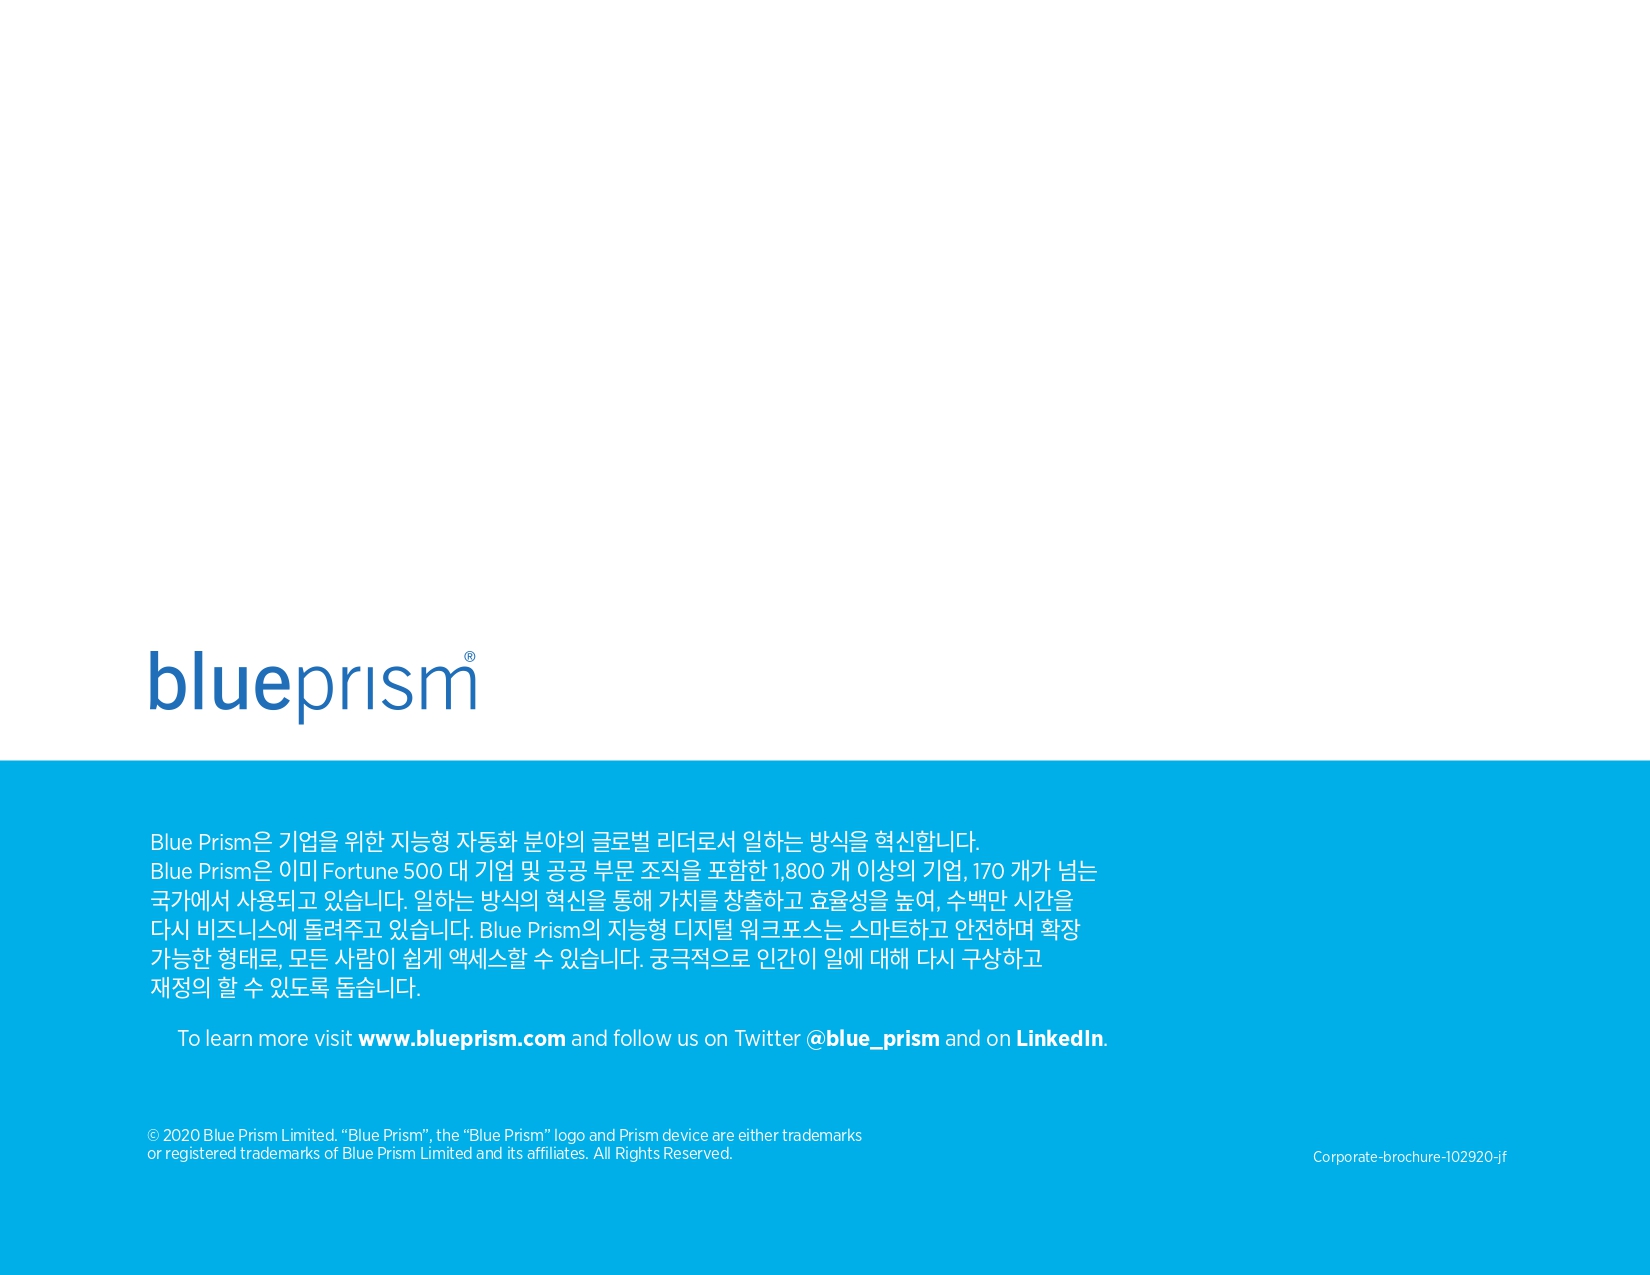 blueprism®
Blue Prism은 기업을 위한 지능형 자동화 분야의 글로벌 리더로서 일하는 방식을 혁신합니다.
Blue Prism은 이미 Fortune 500 대 기업 및 공공 부문 조직을 포함한 1,800 개 이상의 기업, 170 개가 넘는
국가에서 사용되고 있습니다. 일하는 방식의 혁신을 통해 가치를 창출하고 효율성을 높여, 수백만 시간을
다시 비즈니스에 돌려주고 있습니다. Blue Prism의 지능형 디지털 워크포스는 스마트하고 안전하며 확장
가능한 형태로, 모든 사람이 쉽게 액세스할 수 있습니다. 궁극적으로 인간이 일에 대해 다시 구상하고
재정의 할 수 있도록 돕습니다.
To learn more visit www.blueprism.com and follow us on Twitter @blue_prism and on LinkedIn.
© 2020 Blue Prism Limited. “Blue Prism”, the “Blue Prism” logo and Prism device are either trademarks
or registered trademarks of Blue Prism Limited and its affiliates. All Rights Reserved.
Corporate-brochure-102920-jf